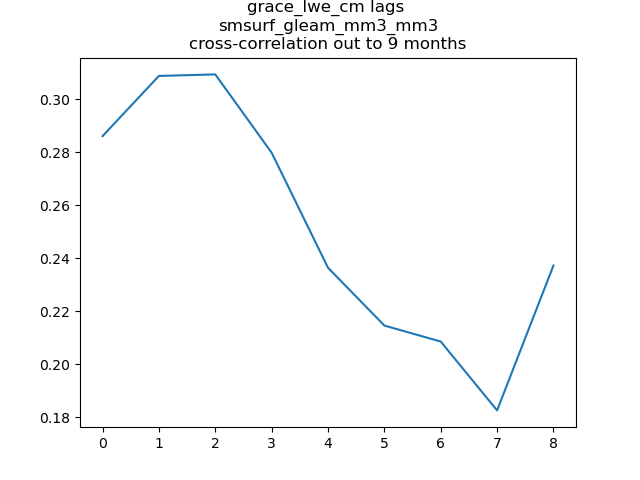 grace_lwe_cm lags
smsurf_gleam_mm3_mm3
cross-correlation out to 9 months
0.30
0.28
0.26
0.24
0.22
0.20
0.18
0 1 2 3 4 5 6 7 8